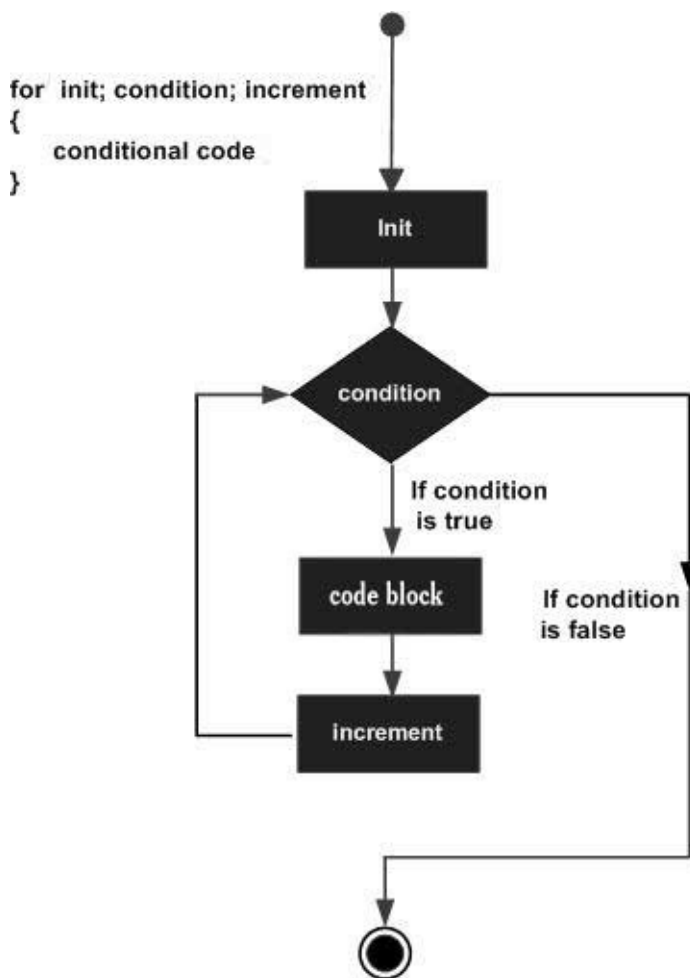 for init; condition; increment
{
conditional code
}
Init
condition
If condition
is true
code block
If condition
is false
increment